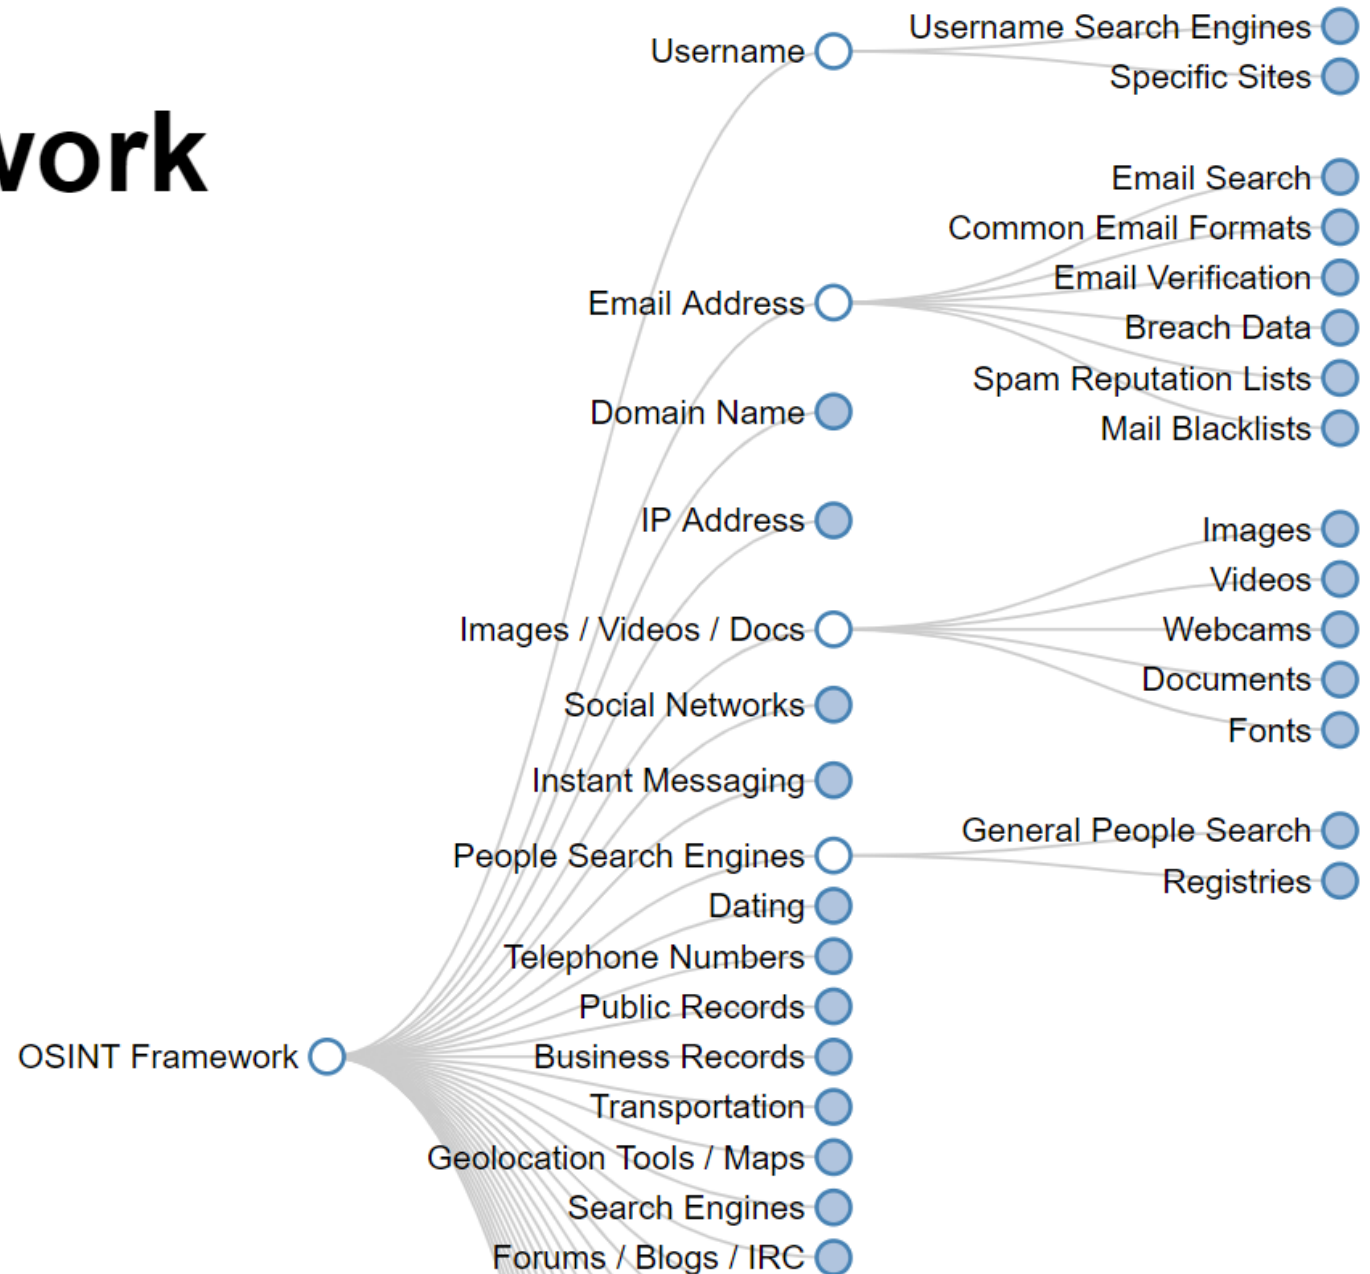 work
Username
Username Search Engines
Specific Sites
Email Address
Email Search
Common Email Formats
Email Verification
Breach Data
Spam Reputation Lists
Mail Blacklists
Domain Name
IP Address
Images / Videos / Docs
Images
Videos
Webcams
Documents
Fonts
Social Networks
Instant Messaging
People Search Engines
General People Search
Registries
Dating
Telephone Numbers
Public Records
OSINT Framework
Business Records
Transportation
Geolocation Tools / Maps
Search Engines
Forums / Blogs / IRC